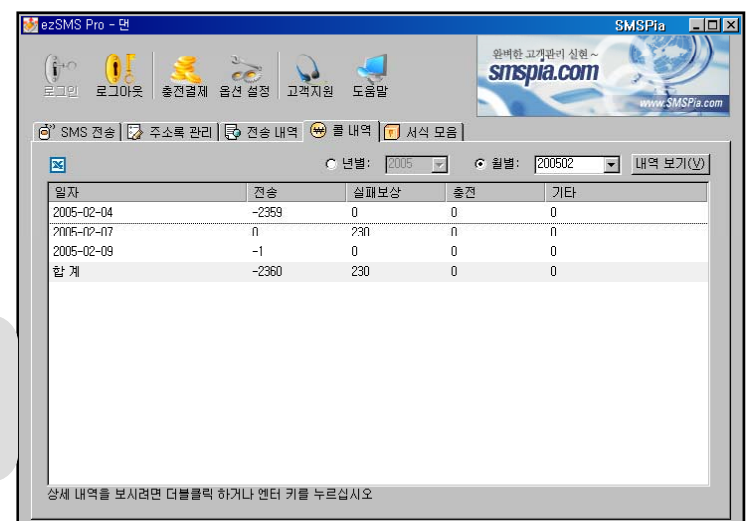 ezSMS Pro - 댄 SMSPia
로그인 로그아웃 충전결제 옵션 설정 고객지원 도움말
완벽한 고객관리 실현 ~
smspia.com
www.SMSPia.com
SMS 전송 주소록 관리 전송 내역 콜 내역 서식 모음
년별: 2005 월별: 200502 내역 보기(V)
일자 전송 실패보상 충전 기타
2005-02-04 -2359 0 0 0
2005-02-07 0 230 0 0
2005-02-09 -1 0 0 0
합 계 -2360 230 0 0
상세 내역을 보시려면 더블클릭 하거나 엔터 키를 누르십시오